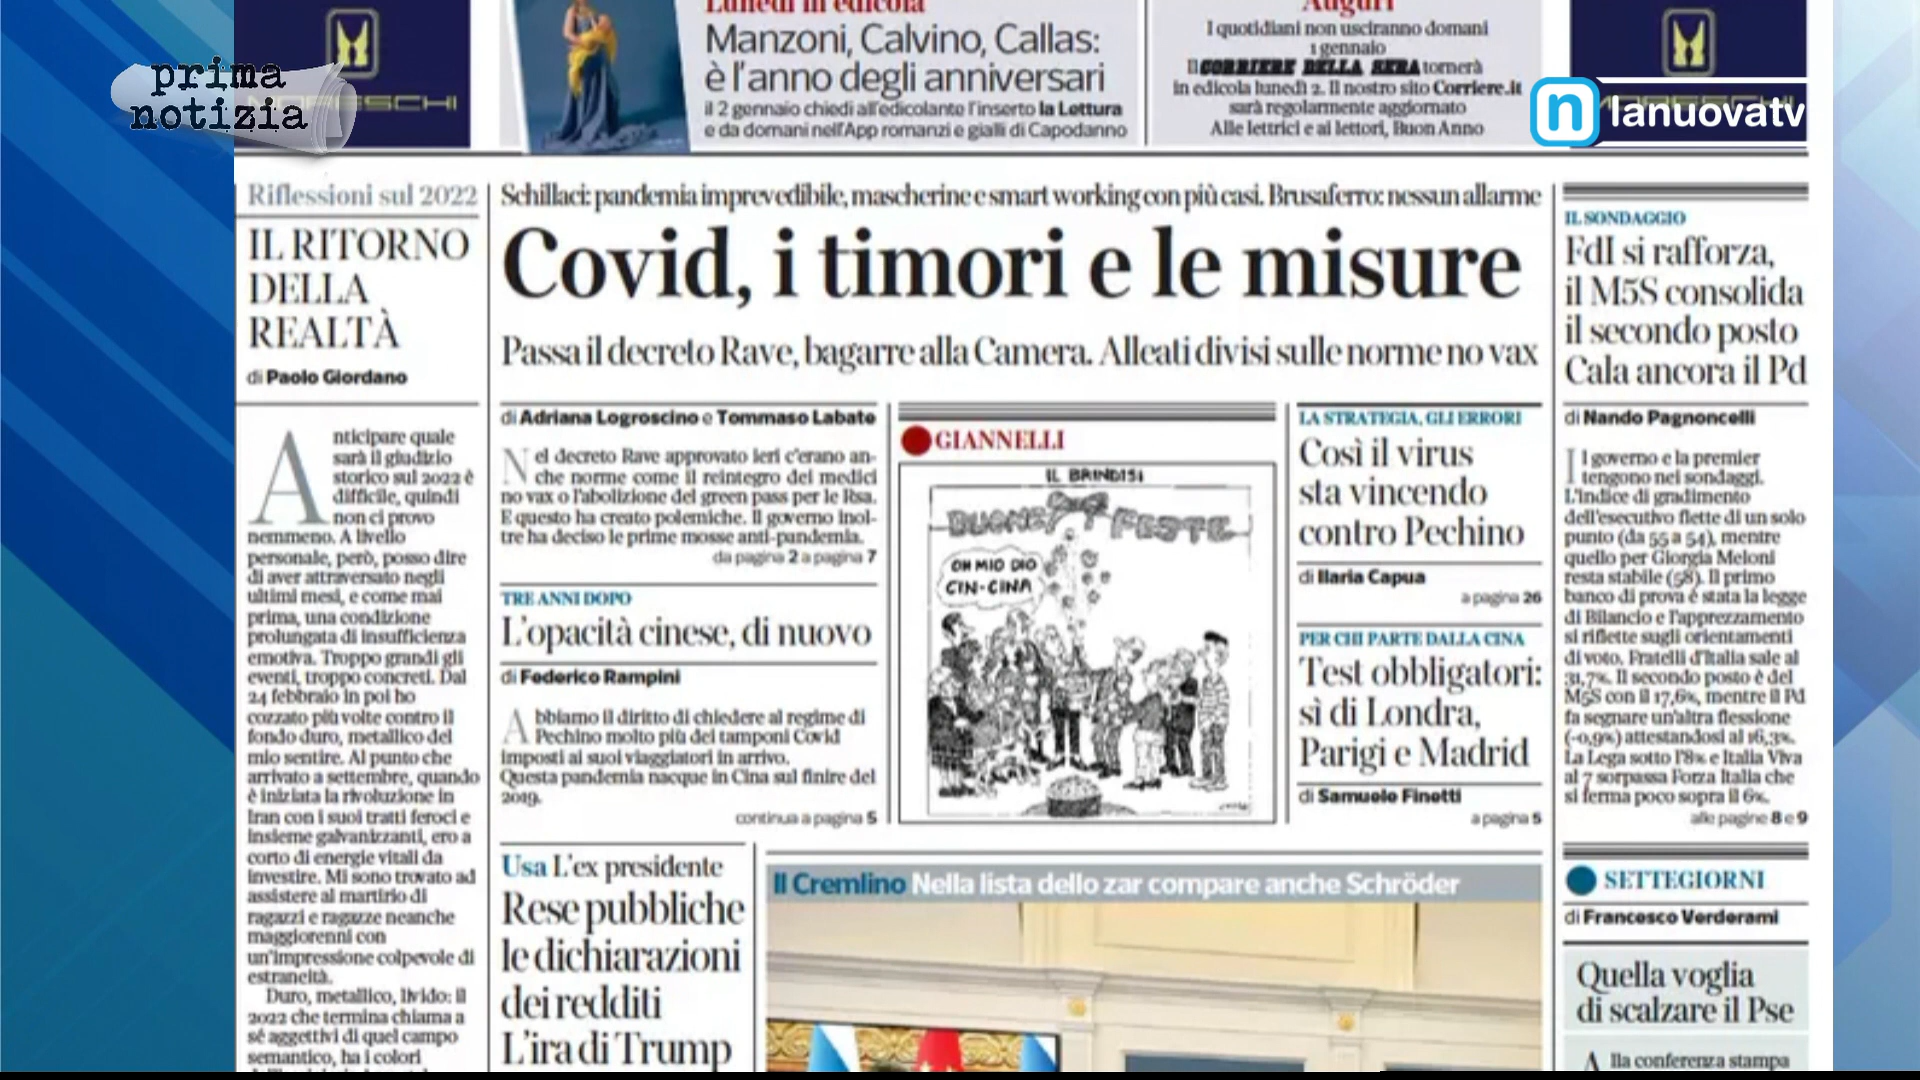 Lunedì in edicola
Manzoni, Calvino, Callas:
è l'anno degli anniversari
il 2 gennaio chiedi all'edicolante l'inserto la Lettura
e da domani nell'App romanzi e gialli di Capodanno
Auguri
I quotidiani non usciranno domani
1 gennaio
Il CORRIERE DELLA SERA tornerà
in edicola lunedì 2. Il nostro sito Corriere.it
sarà regolarmente aggiornato
Alle lettrici e ai lettori, Buon Anno
prima
notizia
n lanuovatv
Riflessioni sul 2022
IL RITORNO
DELLA
REALTÀ
di Paolo Giordano
Anticipare quale
sarà il giudizio
storico sul 2022 è
difficile, quindi
non ci provo
nemmeno. A livello
personale, però, posso dire
di aver attraversato negli
ultimi mesi, e come mai
prima, una condizione
prolungata di insufficienza
emotiva. Troppo grandi gli
eventi, troppo concreti. Dal
24 febbraio in poi ho
cozzato più volte contro il
fondo duro, metallico del
mio sentire. Al punto che
arrivato a settembre, quando
è iniziata la rivoluzione in
Iran con i suoi tratti feroci e
insieme galvanizzanti, ero a
corto di energie vitali da
investire. Mi sono trovato ad
assistere al martirio di
ragazzi e ragazze neanche
maggiorenni con
un'impressione colpevole di
estraneità.
Duro, metallico, livido: il
2022 che termina chiama a
sé aggettivi di quel campo
semantico, ha i colori
Schillaci: pandemia imprevedibile, mascherine e smart working con più casi. Brusaferro: nessun allarme
Covid, i timori e le misure
Passa il decreto Rave, bagarre alla Camera. Alleati divisi sulle norme no vax
di Adriana Logroscino e Tommaso Labate
Nel decreto Rave approvato ieri c'erano an-
che norme come il reintegro dei medici
no vax o l'abolizione del green pass per le Rsa.
E questo ha creato polemiche. Il governo inol-
tre ha deciso le prime mosse anti-pandemia.
da pagina 2 a pagina 7
TRE ANNI DOPO
L'opacità cinese, di nuovo
di Federico Rampini
Abbiamo il diritto di chiedere al regime di
Pechino molto più dei tamponi Covid
imposti ai suoi viaggiatori in arrivo.
Questa pandemia nacque in Cina sul finire del
2019.
continua a pagina 5
GIANNELLI
IL BRINDISI
BUONE FESTE
OH MIO DIO
CIN-CINA
LA STRATEGIA, GLI ERRORI
Così il virus
sta vincendo
contro Pechino
di Ilaria Capua
a pagina 26
PER CHI PARTE DALLA CINA
Test obbligatori:
sì di Londra,
Parigi e Madrid
di Samuele Finetti
a pagina 5
IL SONDAGGIO
FdI si rafforza,
il M5S consolida
il secondo posto
Cala ancora il Pd
di Nando Pagnoncelli
Il governo e la premier
tengono nei sondaggi.
L'indice di gradimento
dell'esecutivo flette di un solo
punto (da 55 a 54), mentre
quello per Giorgia Meloni
resta stabile (58). Il primo
banco di prova è stata la legge
di Bilancio e l'apprezzamento
si riflette sugli orientamenti
di voto. Fratelli d'Italia sale al
31,7%. Il secondo posto è del
M5S con il 17,6%, mentre il Pd
fa segnare un'altra flessione
(-0,9%) attestandosi al 16,3%.
La Lega sotto l'8% e Italia Viva
al 7 sorpassa Forza Italia che
si ferma poco sopra il 6%.
alle pagine 8 e 9
Usa L'ex presidente
Rese pubbliche
le dichiarazioni
dei redditi
L'ira di Trump
Il Cremlino Nella lista dello zar compare anche Schröder
SETTEGIORNI
di Francesco Verderami
Quella voglia
di scalzare il Pse
Alla conferenza stampa